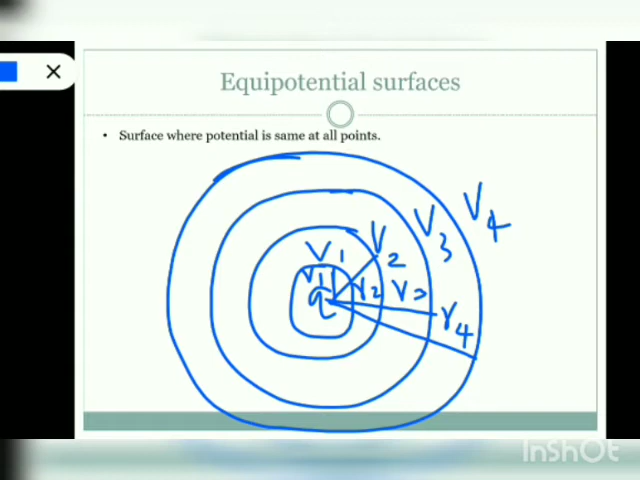 Equipotential surfaces
• Surface where potential is same at all points.
V4
V3
V1 V2
r1
q r2 r3
r4
InShOt